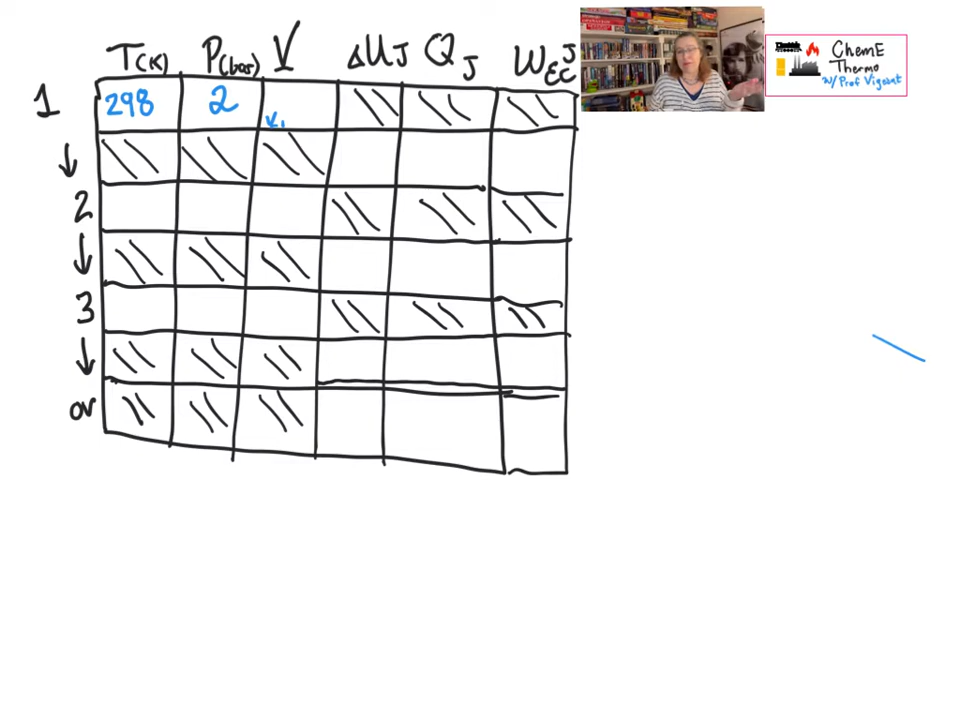 T(K) P(bar) V ΔU J Q J W EC J
1 298 2 V1
↓
2
↓
3
↓
ov
ChemE
Thermo
w/ Prof Vigeant